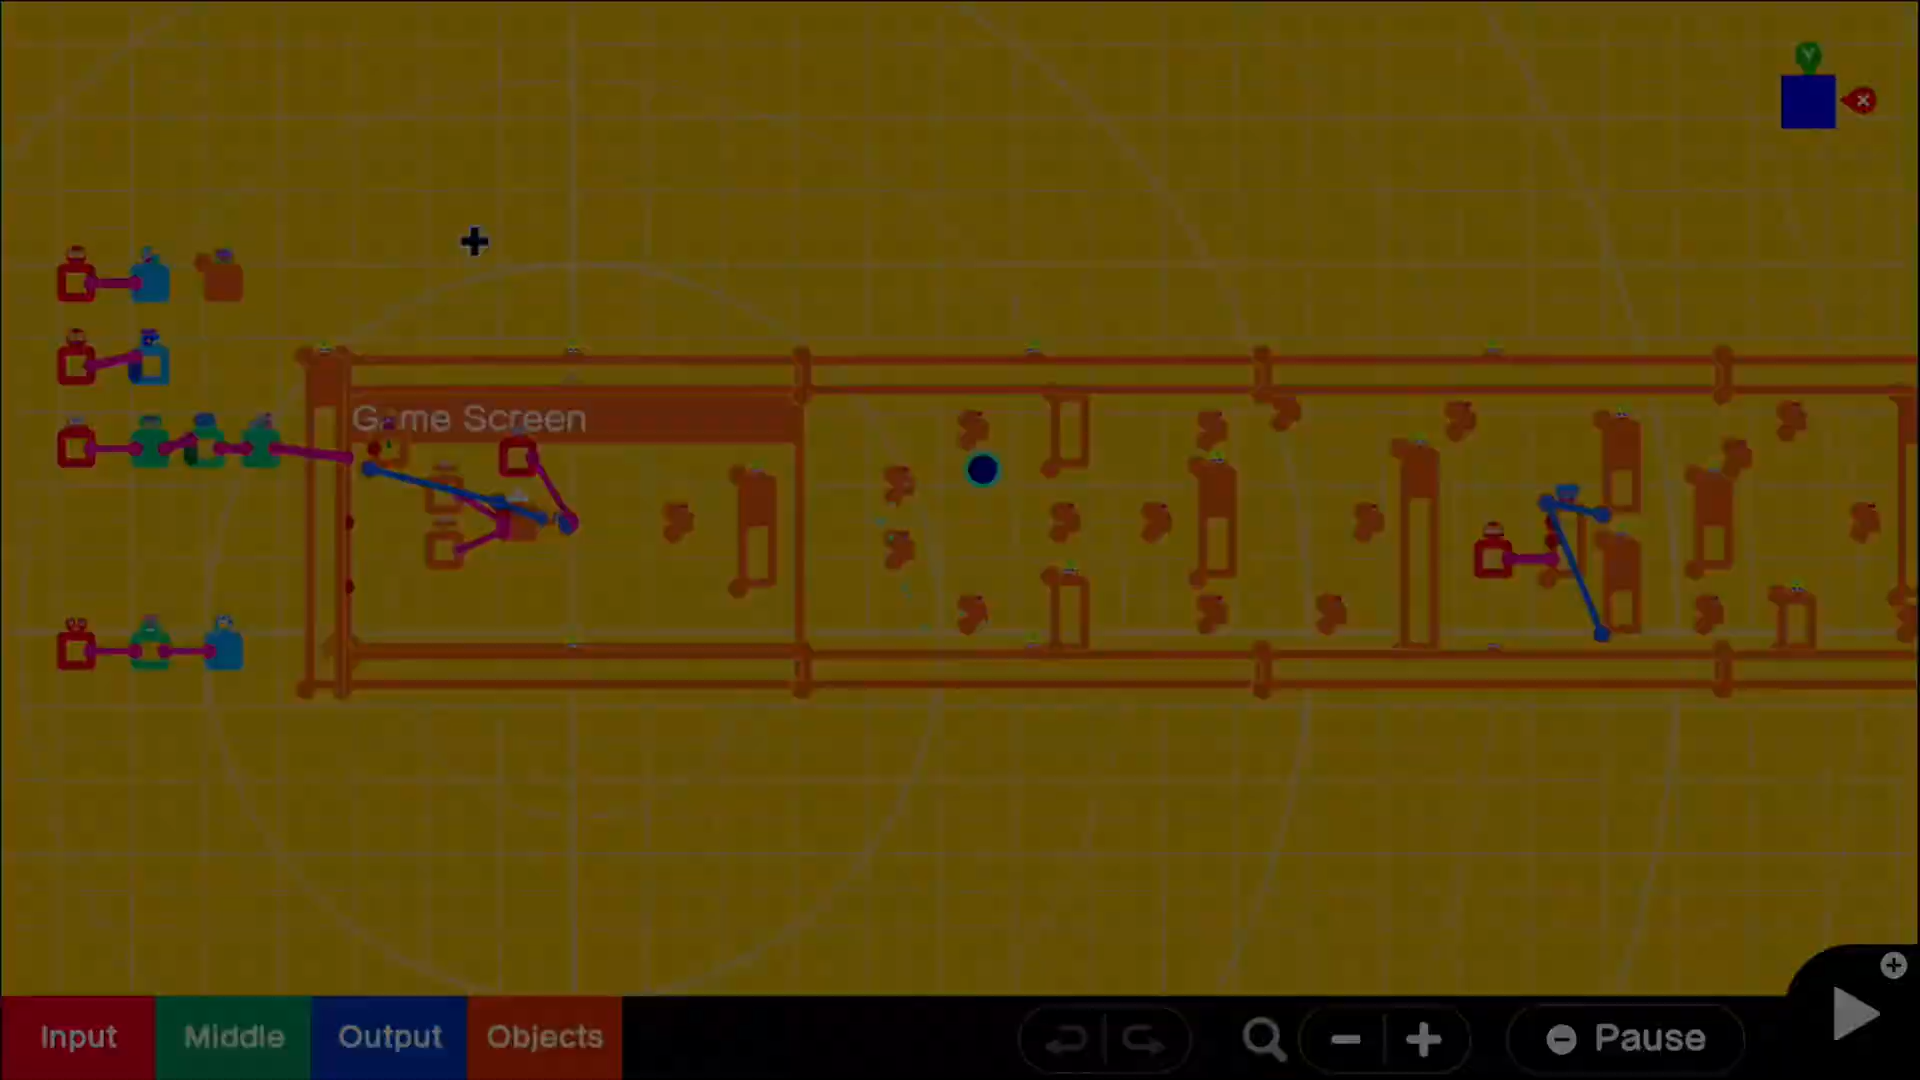 Y
X
Game Screen
Input
Middle
Output
Objects
Pause